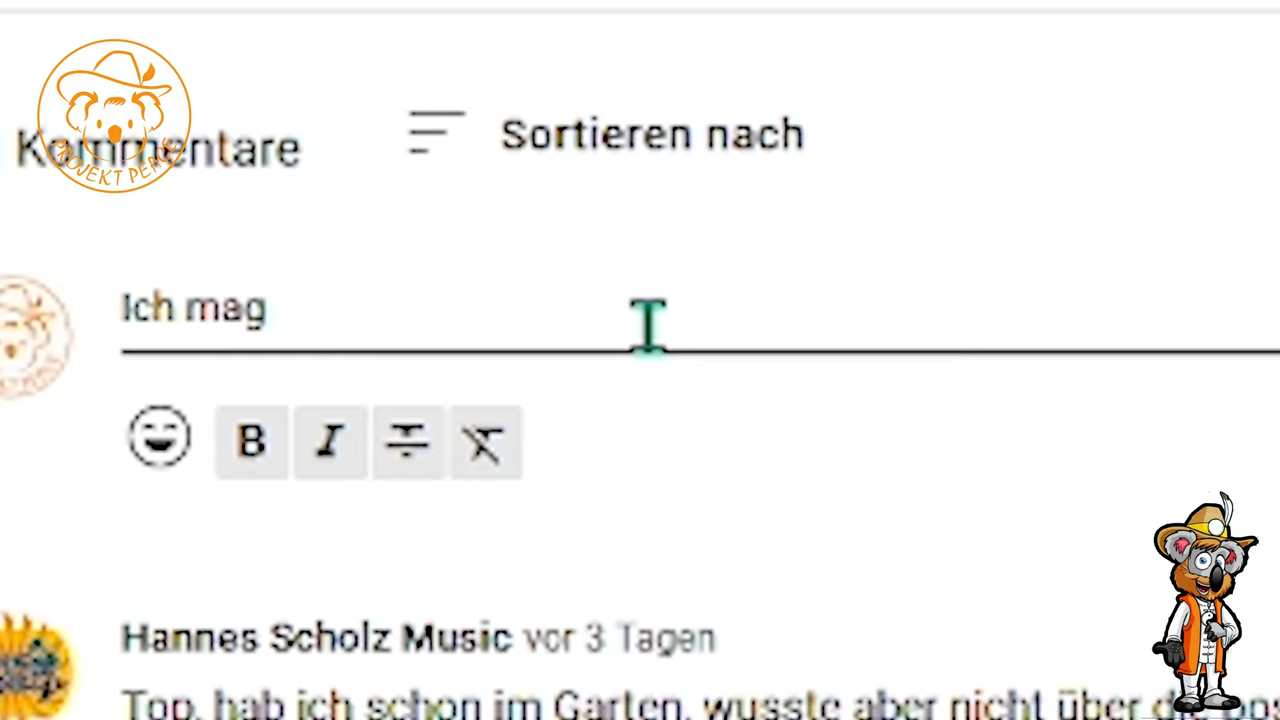 Kommentare
Sortieren nach
PROJEKT
Ich mag
B I
Hannes Scholz Music vor 3 Tagen
Top, hab ich schon im Garten, wusste aber nicht über